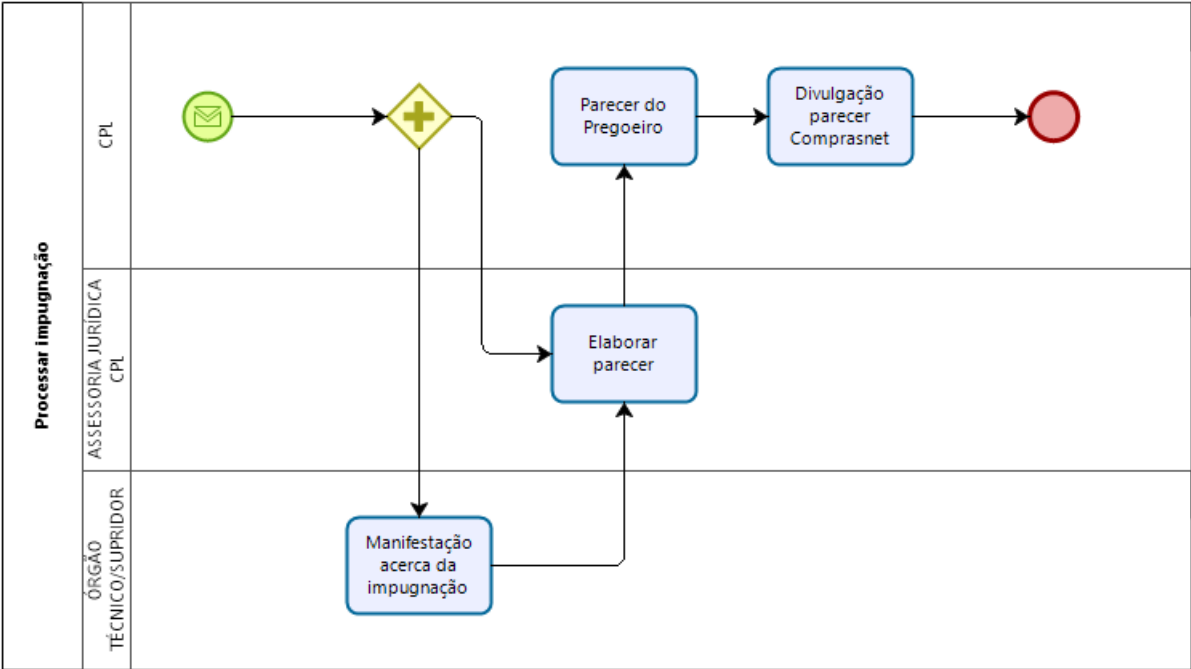 Processar impugnação
CPL
Parecer do
Pregoeiro
Divulgação
parecer
Comprasnet
ASSESSORIA JURÍDICA
CPL
Elaborar
parecer
ÓRGÃO
TÉCNICO/SUPRIDOR
Manifestação
acerca da
impugnação